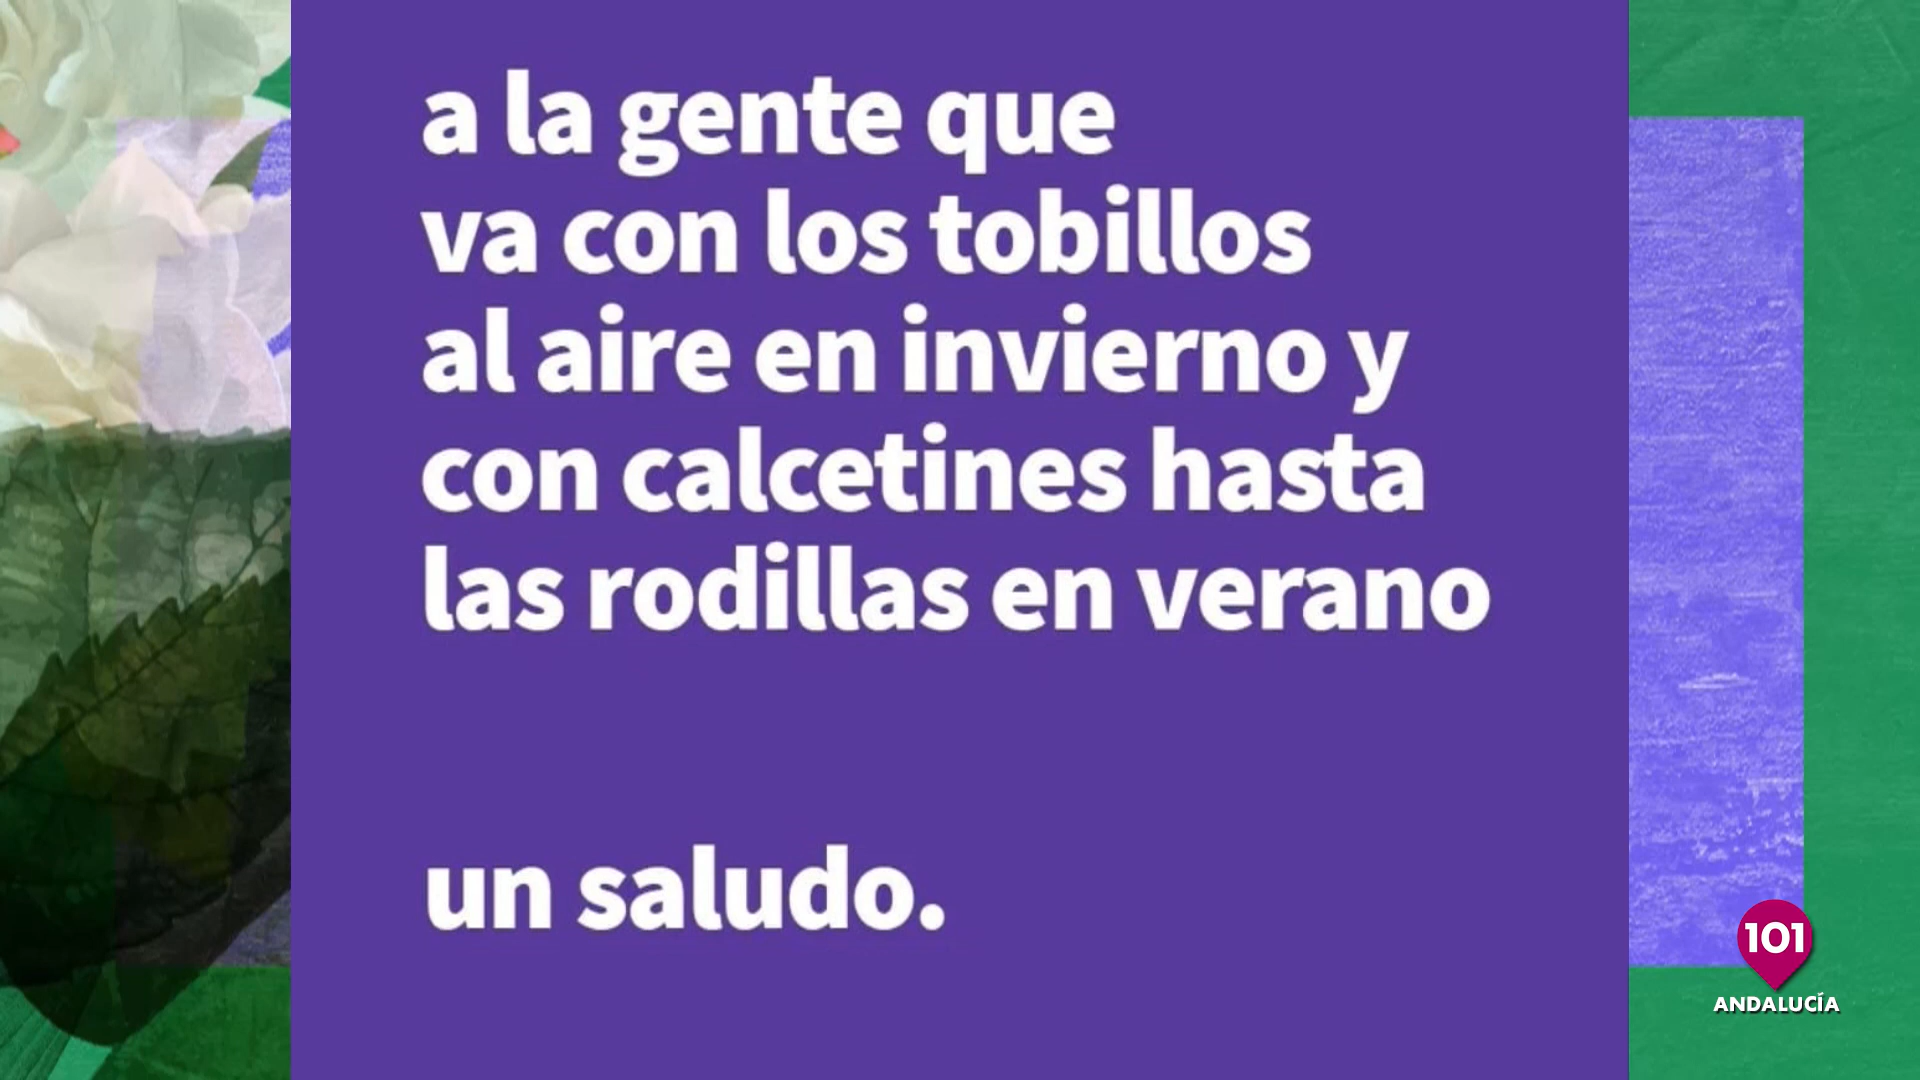 a la gente que
va con los tobillos
al aire en invierno y
con calcetines hasta
las rodillas en verano
un saludo.
101
ANDALUCÍA